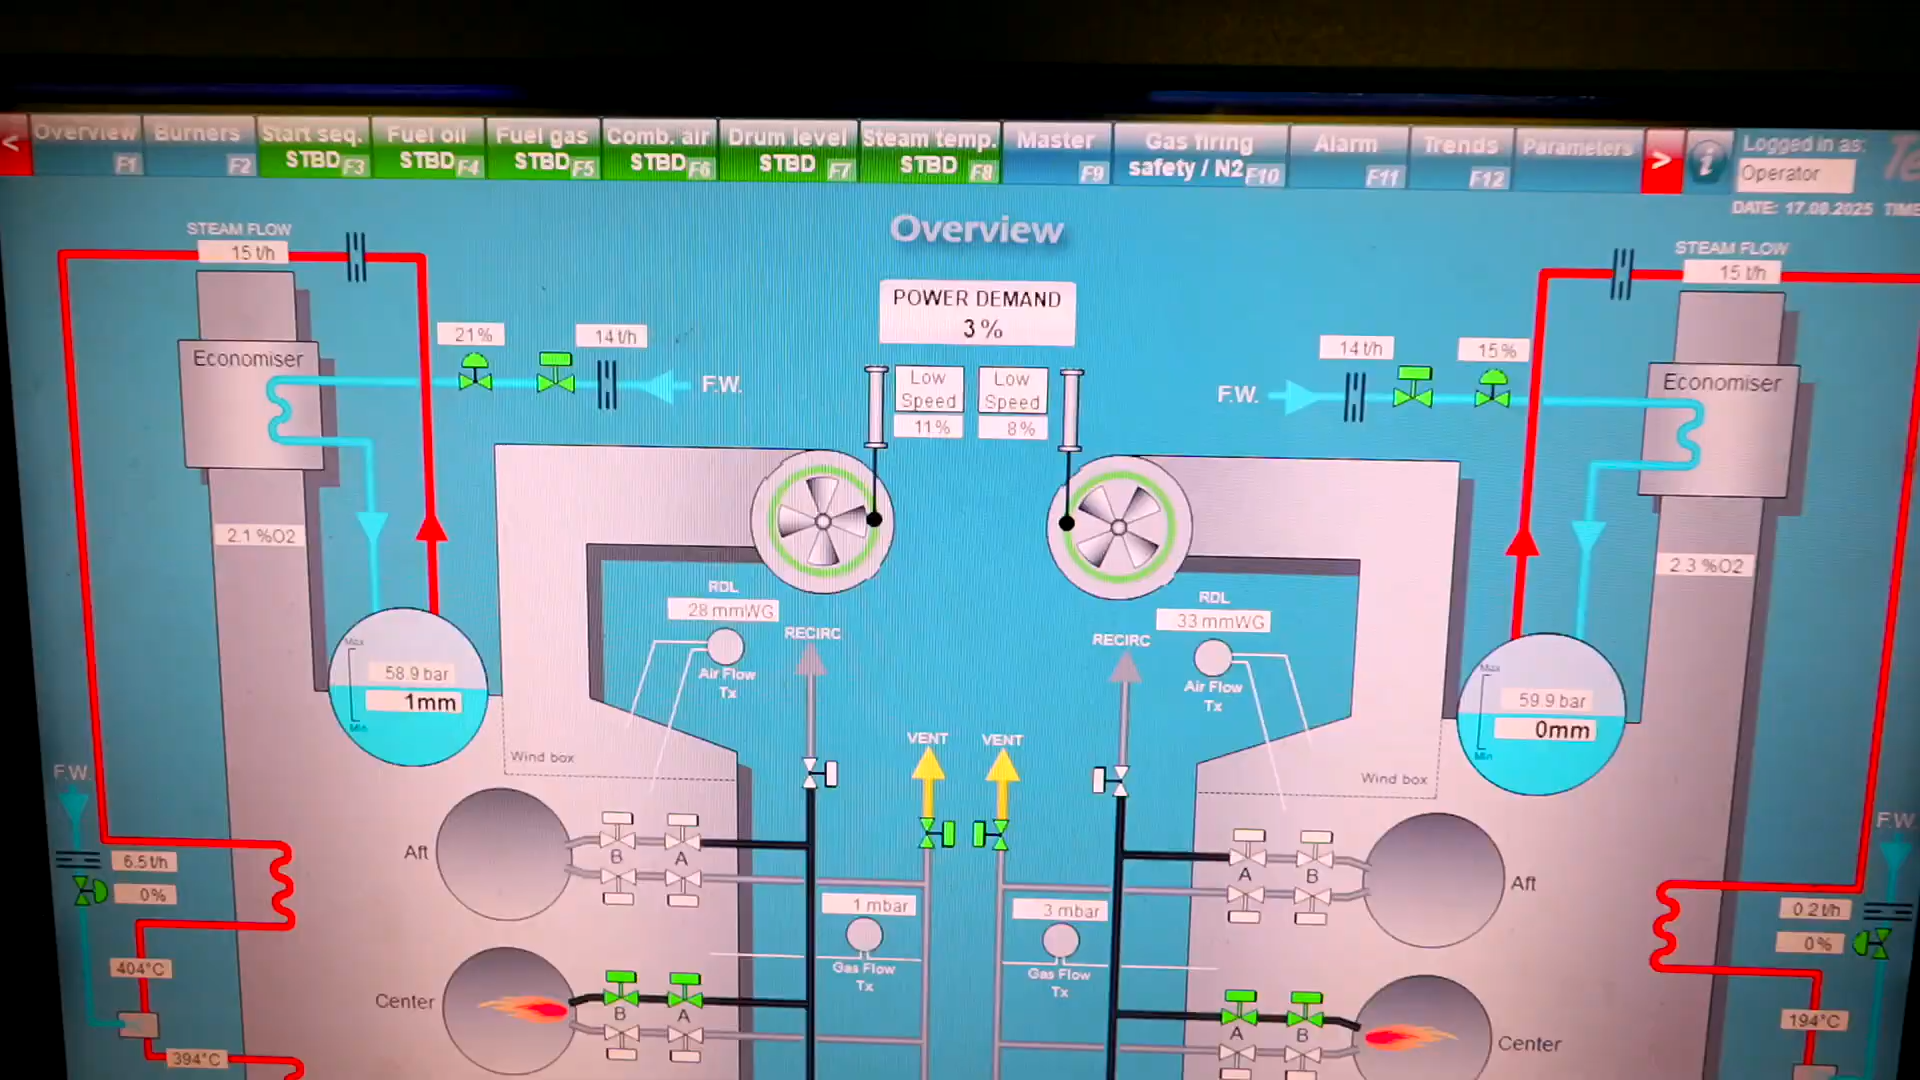 < Overview F1 Burners F2 Start seq. STBD F3 Fuel oil STBD F4 Fuel gas STBD F5 Comb. air STBD F6 Drum level STBD F7 Steam temp. STBD F8 Master F9 Gas firing safety / N2 F10 Alarm F11 Trends F12 Parameters > i
Logged in as:
Operator
DATE: 17.08.2025 TIME
Overview
STEAM FLOW
15 t/h
STEAM FLOW
15 t/h
POWER DEMAND
3 %
21 %
14 t/h
14 t/h
15 %
Economiser
F.W.
F.W.
Economiser
Low Speed
11 %
Low Speed
8 %
2.1 %O2
2.3 %O2
RDL
28 mmWG
RDL
33 mmWG
RECIRC
RECIRC
Air Flow
Tx
Air Flow
Tx
Max
58.9 bar
1mm
Min
Max
59.9 bar
0mm
Min
VENT
VENT
Wind box
Wind box
F.W.
F.W.
Aft
B
A
A
B
Aft
6.5 t/h
0 %
0.2 t/h
0 %
1 mbar
3 mbar
Gas Flow
Tx
Gas Flow
Tx
404°C
Center
B
A
A
B
Center
394°C
194°C